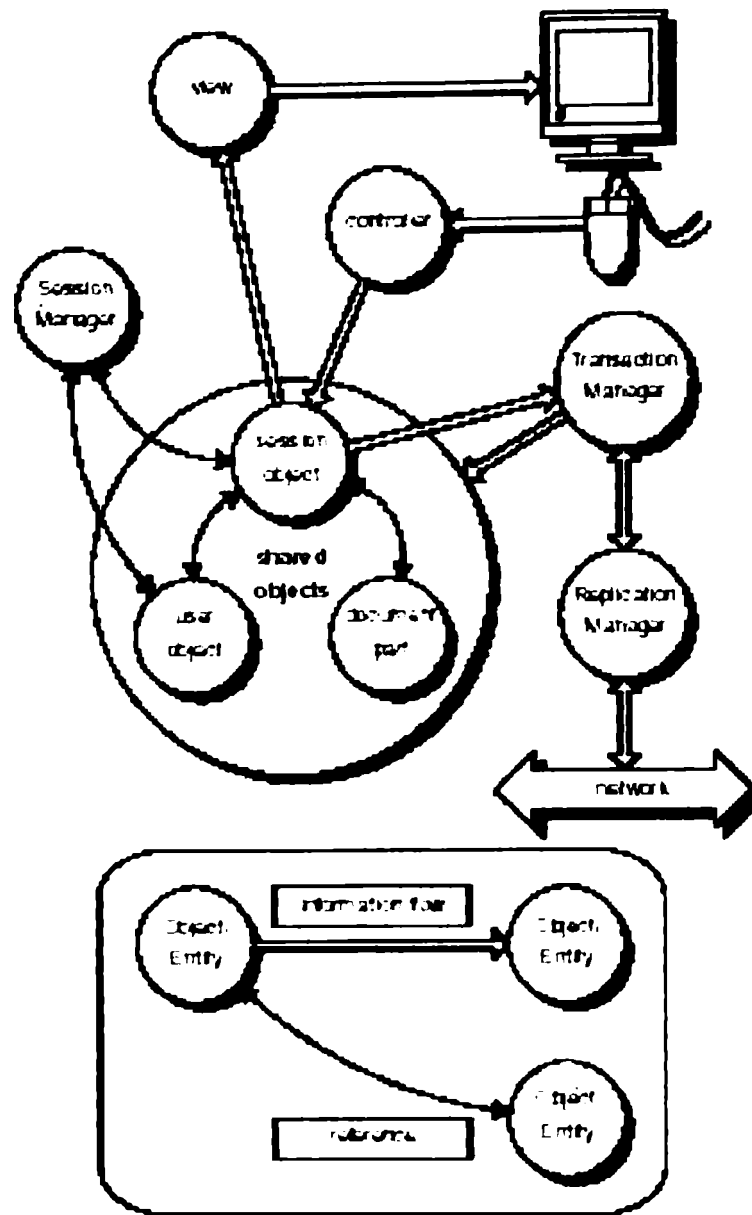 view
controller
Session
Manager
Transaction
Manager
session
object
shared
objects
user
object
document
part
Replication
Manager
network
information flow
Object
Entity
Object
Entity
Object
Entity
reference